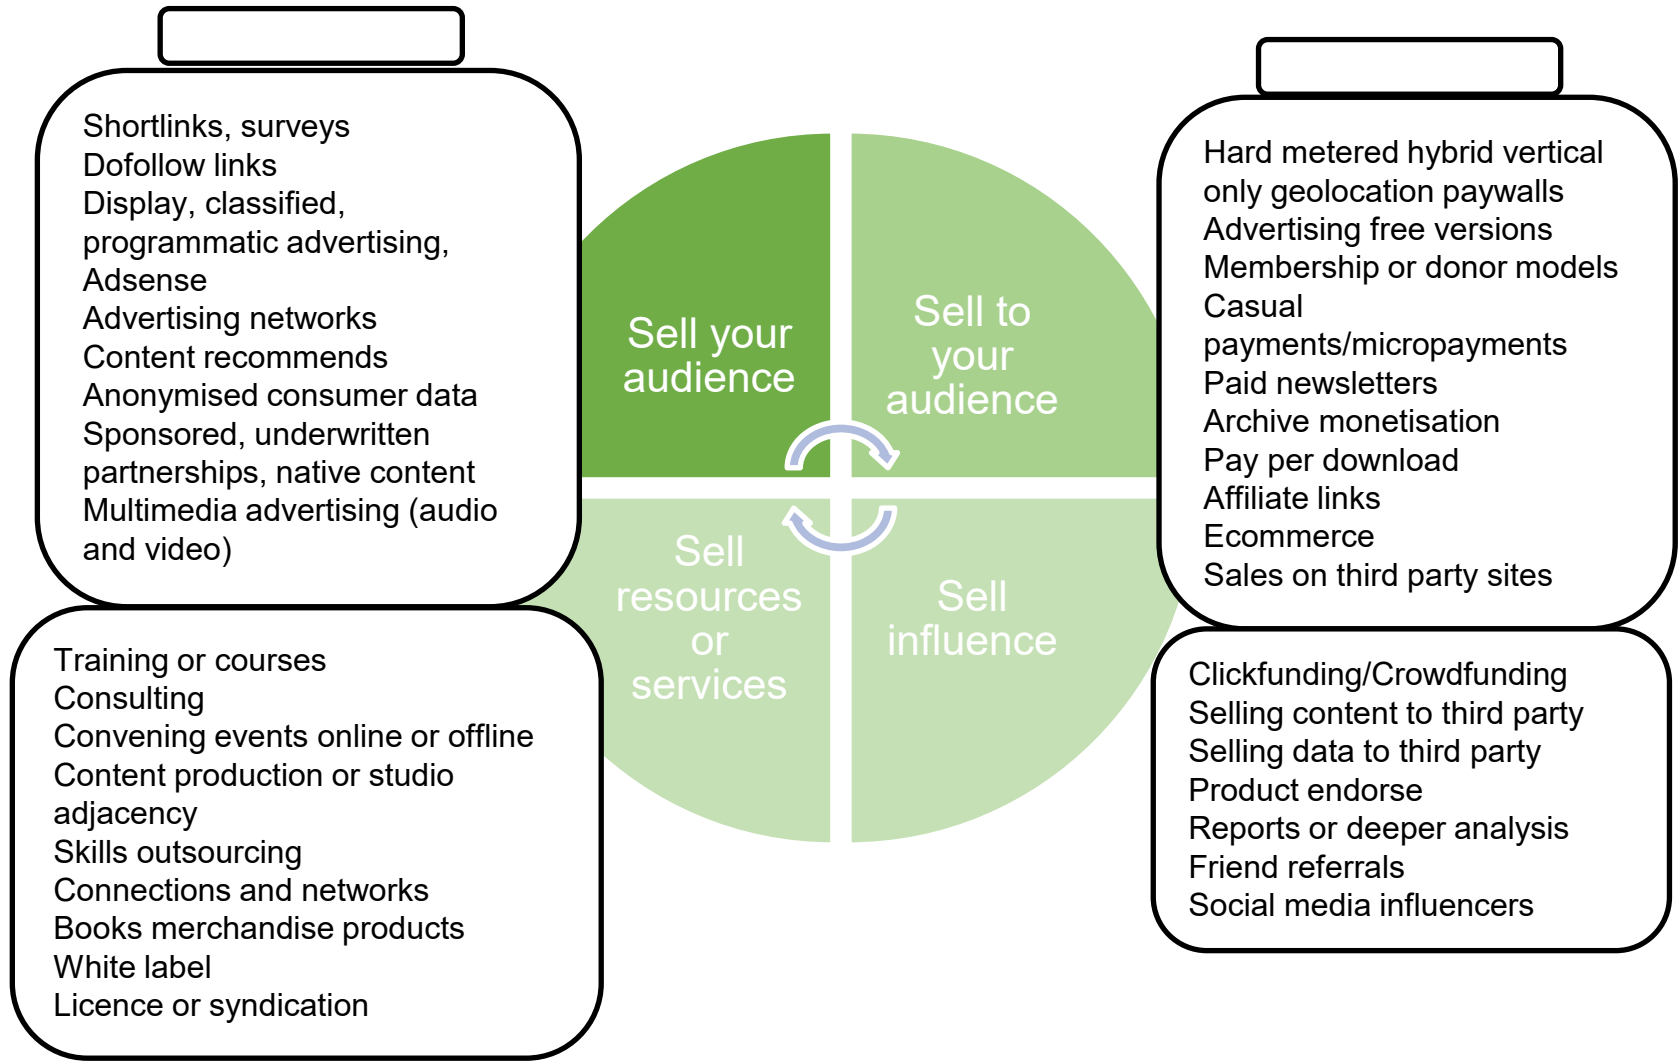 Shortlinks, surveys
Dofollow links
Display, classified,
programmatic advertising,
Adsense
Advertising networks
Content recommends
Anonymised consumer data
Sponsored, underwritten
partnerships, native content
Multimedia advertising (audio
and video)
Sell your
audience
Sell to
your
audience
Hard metered hybrid vertical
only geolocation paywalls
Advertising free versions
Membership or donor models
Casual
payments/micropayments
Paid newsletters
Archive monetisation
Pay per download
Affiliate links
Ecommerce
Sales on third party sites
Training or courses
Consulting
Convening events online or offline
Content production or studio
adjacency
Skills outsourcing
Connections and networks
Books merchandise products
White label
Licence or syndication
Sell
resources
or
services
Sell
influence
Clickfunding/Crowdfunding
Selling content to third party
Selling data to third party
Product endorse
Reports or deeper analysis
Friend referrals
Social media influencers